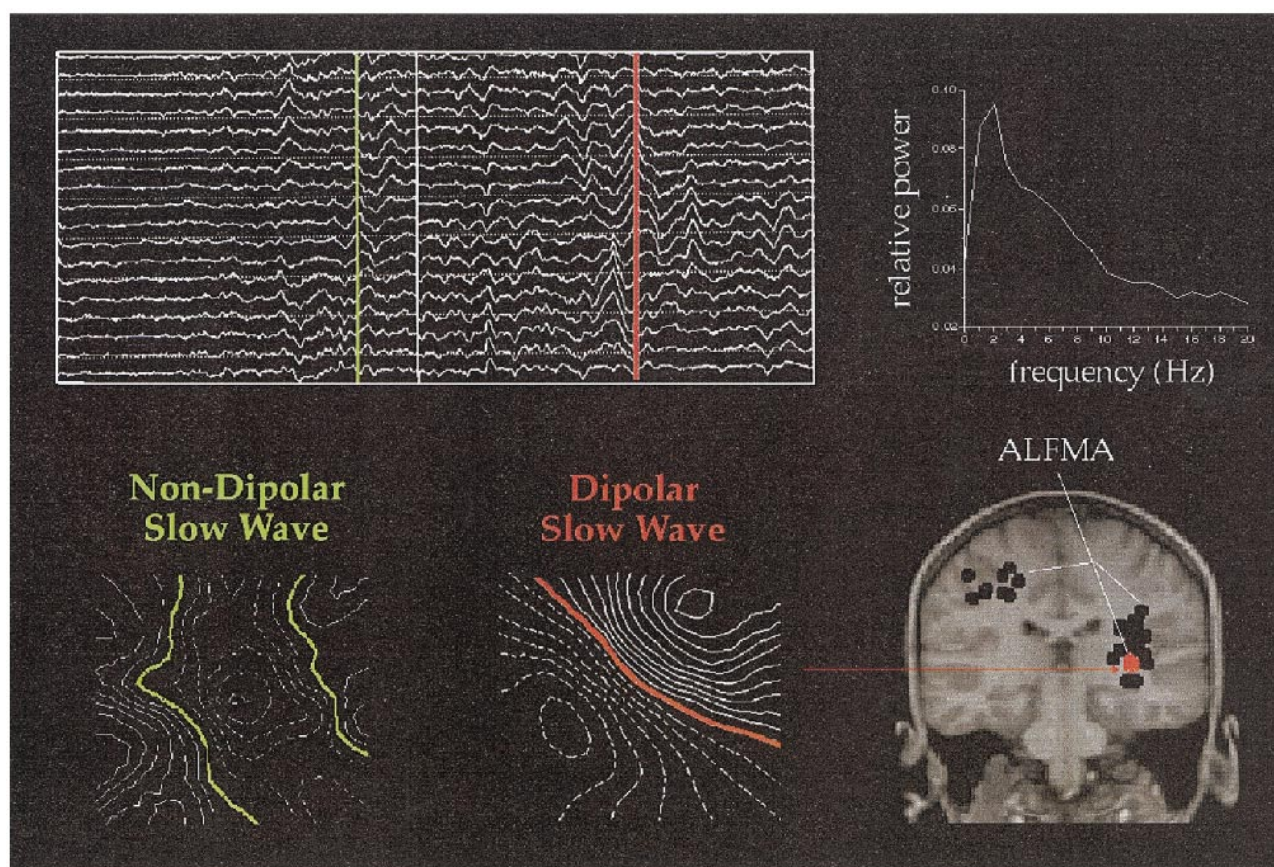 relative power
0.10
0.08
0.06
0.04
0.02
0 2 4 6 8 10 12 14 16 18 20
frequency (Hz)
Non-Dipolar
Slow Wave
Dipolar
Slow Wave
ALFMA